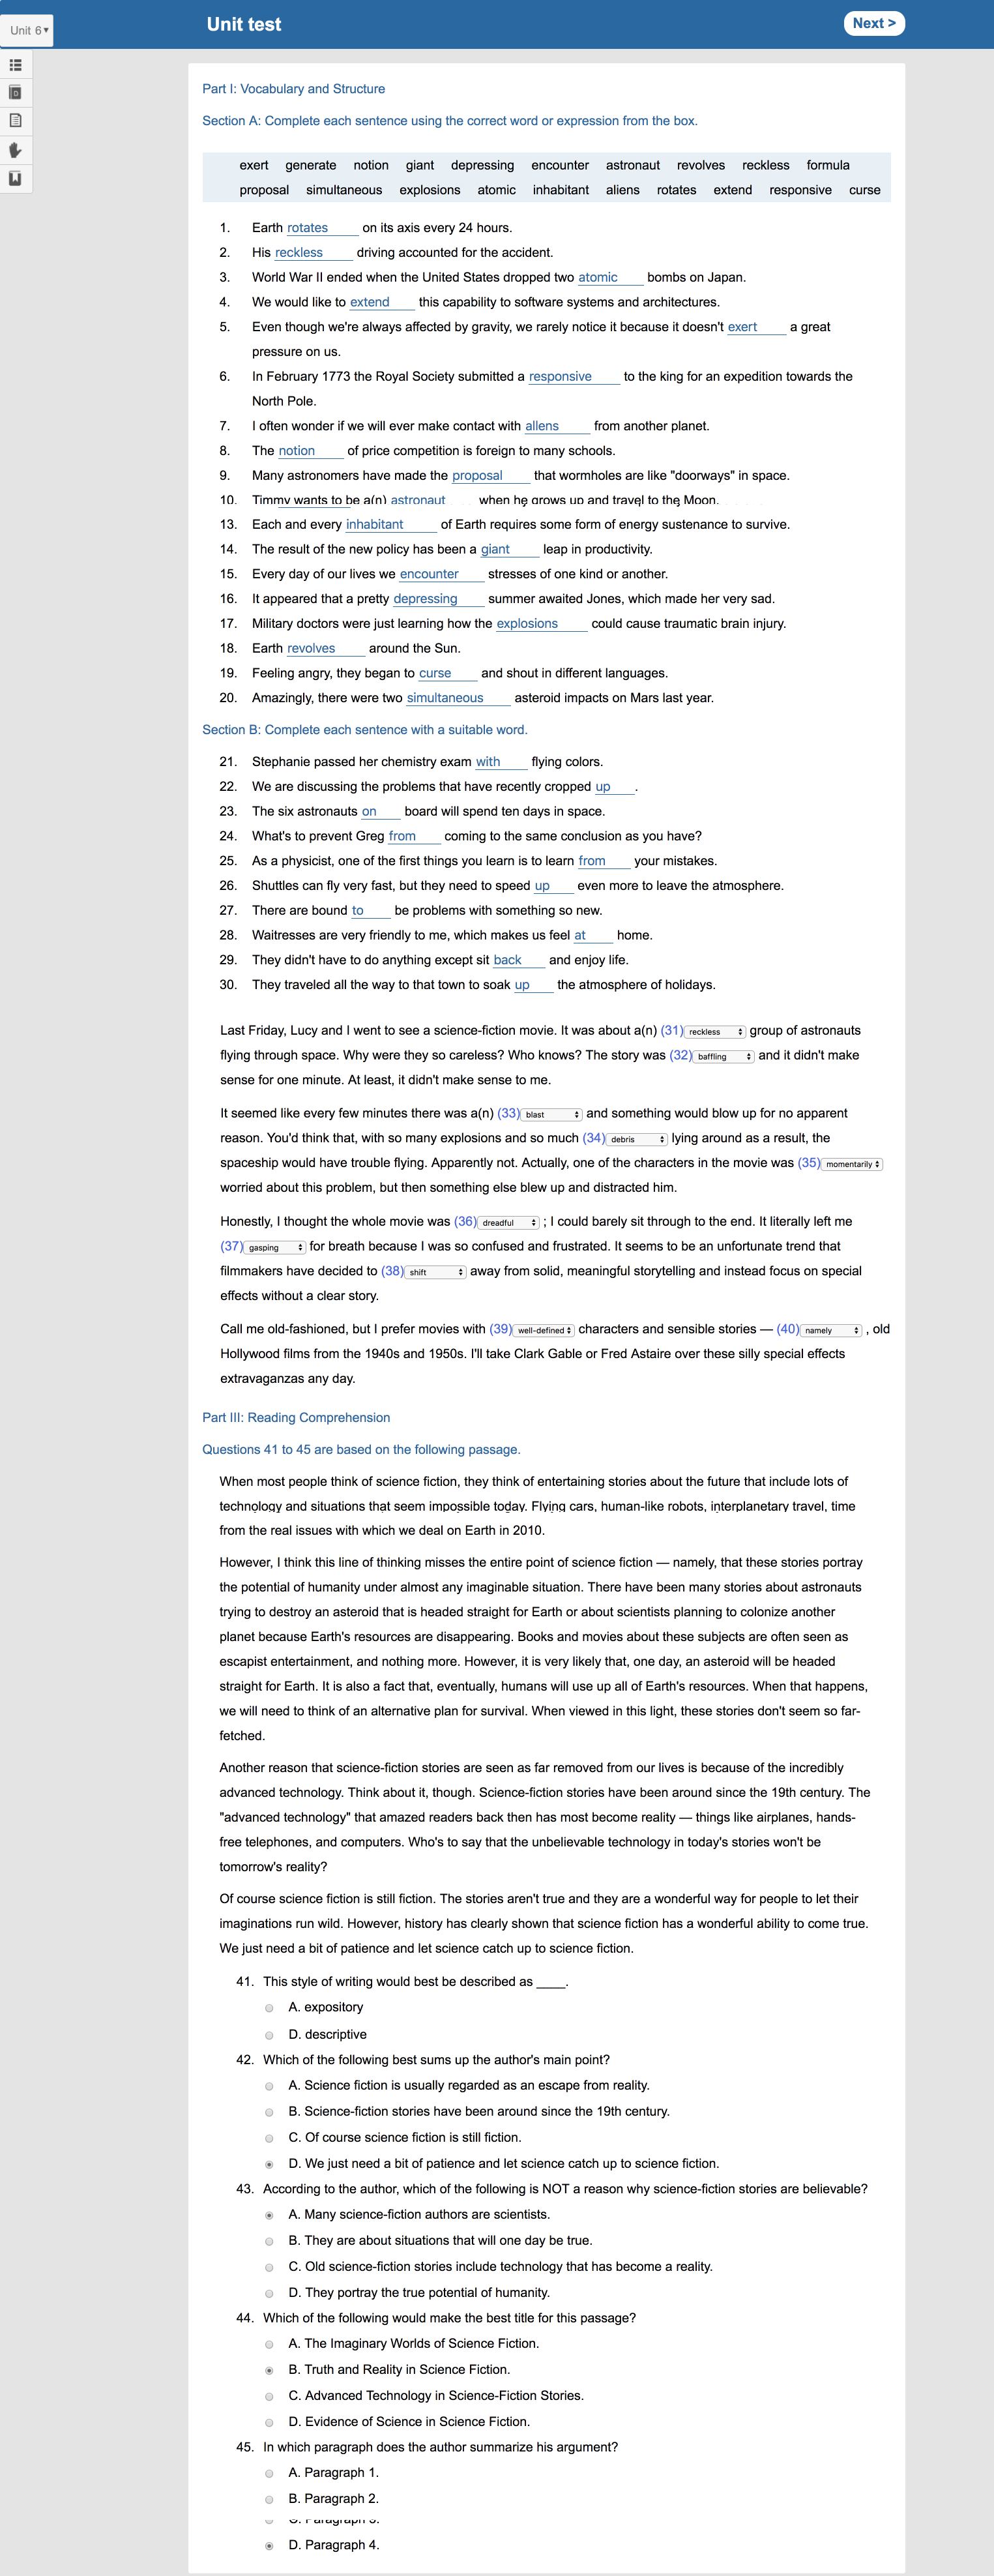 Unit test
Next >
Unit 6
Part I: Vocabulary and Structure
Section A: Complete each sentence using the correct word or expression from the box.
exert generate notion giant depressing encounter astronaut revolves reckless formula
proposal simultaneous explosions atomic inhabitant aliens rotates extend responsive curse
1. Earth rotates on its axis every 24 hours.
2. His reckless driving accounted for the accident.
3. World War II ended when the United States dropped two atomic bombs on Japan.
4. We would like to extend this capability to software systems and architectures.
5. Even though we're always affected by gravity, we rarely notice it because it doesn't exert a great
pressure on us.
6. In February 1773 the Royal Society submitted a responsive to the king for an expedition towards the
North Pole.
7. I often wonder if we will ever make contact with allens from another planet.
8. The notion of price competition is foreign to many schools.
9. Many astronomers have made the proposal that wormholes are like "doorways" in space.
10. Timmy wants to be a(n) astronaut when he grows up and travel to the Moon.
13. Each and every inhabitant of Earth requires some form of energy sustenance to survive.
14. The result of the new policy has been a giant leap in productivity.
15. Every day of our lives we encounter stresses of one kind or another.
16. It appeared that a pretty depressing summer awaited Jones, which made her very sad.
17. Military doctors were just learning how the explosions could cause traumatic brain injury.
18. Earth revolves around the Sun.
19. Feeling angry, they began to curse and shout in different languages.
20. Amazingly, there were two simultaneous asteroid impacts on Mars last year.
Section B: Complete each sentence with a suitable word.
21. Stephanie passed her chemistry exam with flying colors.
22. We are discussing the problems that have recently cropped up .
23. The six astronauts on board will spend ten days in space.
24. What's to prevent Greg from coming to the same conclusion as you have?
25. As a physicist, one of the first things you learn is to learn from your mistakes.
26. Shuttles can fly very fast, but they need to speed up even more to leave the atmosphere.
27. There are bound to be problems with something so new.
28. Waitresses are very friendly to me, which makes us feel at home.
29. They didn't have to do anything except sit back and enjoy life.
30. They traveled all the way to that town to soak up the atmosphere of holidays.
Last Friday, Lucy and I went to see a science-fiction movie. It was about a(n) (31) reckless group of astronauts
flying through space. Why were they so careless? Who knows? The story was (32) baffling and it didn't make
sense for one minute. At least, it didn't make sense to me.
It seemed like every few minutes there was a(n) (33) blast and something would blow up for no apparent
reason. You'd think that, with so many explosions and so much (34) debris lying around as a result, the
spaceship would have trouble flying. Apparently not. Actually, one of the characters in the movie was (35) momentarily
worried about this problem, but then something else blew up and distracted him.
Honestly, I thought the whole movie was (36) dreadful ; I could barely sit through to the end. It literally left me
(37) gasping for breath because I was so confused and frustrated. It seems to be an unfortunate trend that
filmmakers have decided to (38) shift away from solid, meaningful storytelling and instead focus on special
effects without a clear story.
Call me old-fashioned, but I prefer movies with (39) well-defined characters and sensible stories — (40) namely , old
Hollywood films from the 1940s and 1950s. I'll take Clark Gable or Fred Astaire over these silly special effects
extravaganzas any day.
Part III: Reading Comprehension
Questions 41 to 45 are based on the following passage.
When most people think of science fiction, they think of entertaining stories about the future that include lots of
technology and situations that seem impossible today. Flying cars, human-like robots, interplanetary travel, time
from the real issues with which we deal on Earth in 2010.
However, I think this line of thinking misses the entire point of science fiction — namely, that these stories portray
the potential of humanity under almost any imaginable situation. There have been many stories about astronauts
trying to destroy an asteroid that is headed straight for Earth or about scientists planning to colonize another
planet because Earth's resources are disappearing. Books and movies about these subjects are often seen as
escapist entertainment, and nothing more. However, it is very likely that, one day, an asteroid will be headed
straight for Earth. It is also a fact that, eventually, humans will use up all of Earth's resources. When that happens,
we will need to think of an alternative plan for survival. When viewed in this light, these stories don't seem so far-
fetched.
Another reason that science-fiction stories are seen as far removed from our lives is because of the incredibly
advanced technology. Think about it, though. Science-fiction stories have been around since the 19th century. The
"advanced technology" that amazed readers back then has most become reality — things like airplanes, hands-
free telephones, and computers. Who's to say that the unbelievable technology in today's stories won't be
tomorrow's reality?
Of course science fiction is still fiction. The stories aren't true and they are a wonderful way for people to let their
imaginations run wild. However, history has clearly shown that science fiction has a wonderful ability to come true.
We just need a bit of patience and let science catch up to science fiction.
41. This style of writing would best be described as ____.
A. expository
D. descriptive
42. Which of the following best sums up the author's main point?
A. Science fiction is usually regarded as an escape from reality.
B. Science-fiction stories have been around since the 19th century.
C. Of course science fiction is still fiction.
D. We just need a bit of patience and let science catch up to science fiction.
43. According to the author, which of the following is NOT a reason why science-fiction stories are believable?
A. Many science-fiction authors are scientists.
B. They are about situations that will one day be true.
C. Old science-fiction stories include technology that has become a reality.
D. They portray the true potential of humanity.
44. Which of the following would make the best title for this passage?
A. The Imaginary Worlds of Science Fiction.
B. Truth and Reality in Science Fiction.
C. Advanced Technology in Science-Fiction Stories.
D. Evidence of Science in Science Fiction.
45. In which paragraph does the author summarize his argument?
A. Paragraph 1.
B. Paragraph 2.
C. Paragraph 3.
D. Paragraph 4.